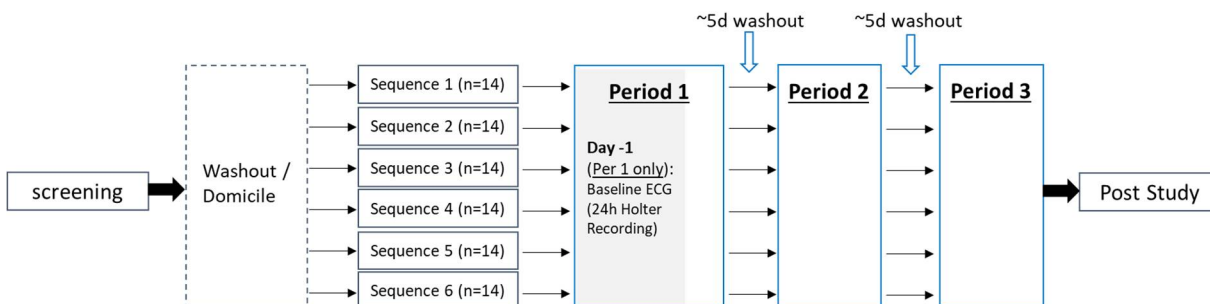 ~5d washout
~5d washout
screening
Washout /
Domicile
Sequence 1 (n=14)
Sequence 2 (n=14)
Sequence 3 (n=14)
Sequence 4 (n=14)
Sequence 5 (n=14)
Sequence 6 (n=14)
Period 1
Day -1
(Per 1 only):
Baseline ECG
(24h Holter
Recording)
Period 2
Period 3
Post Study